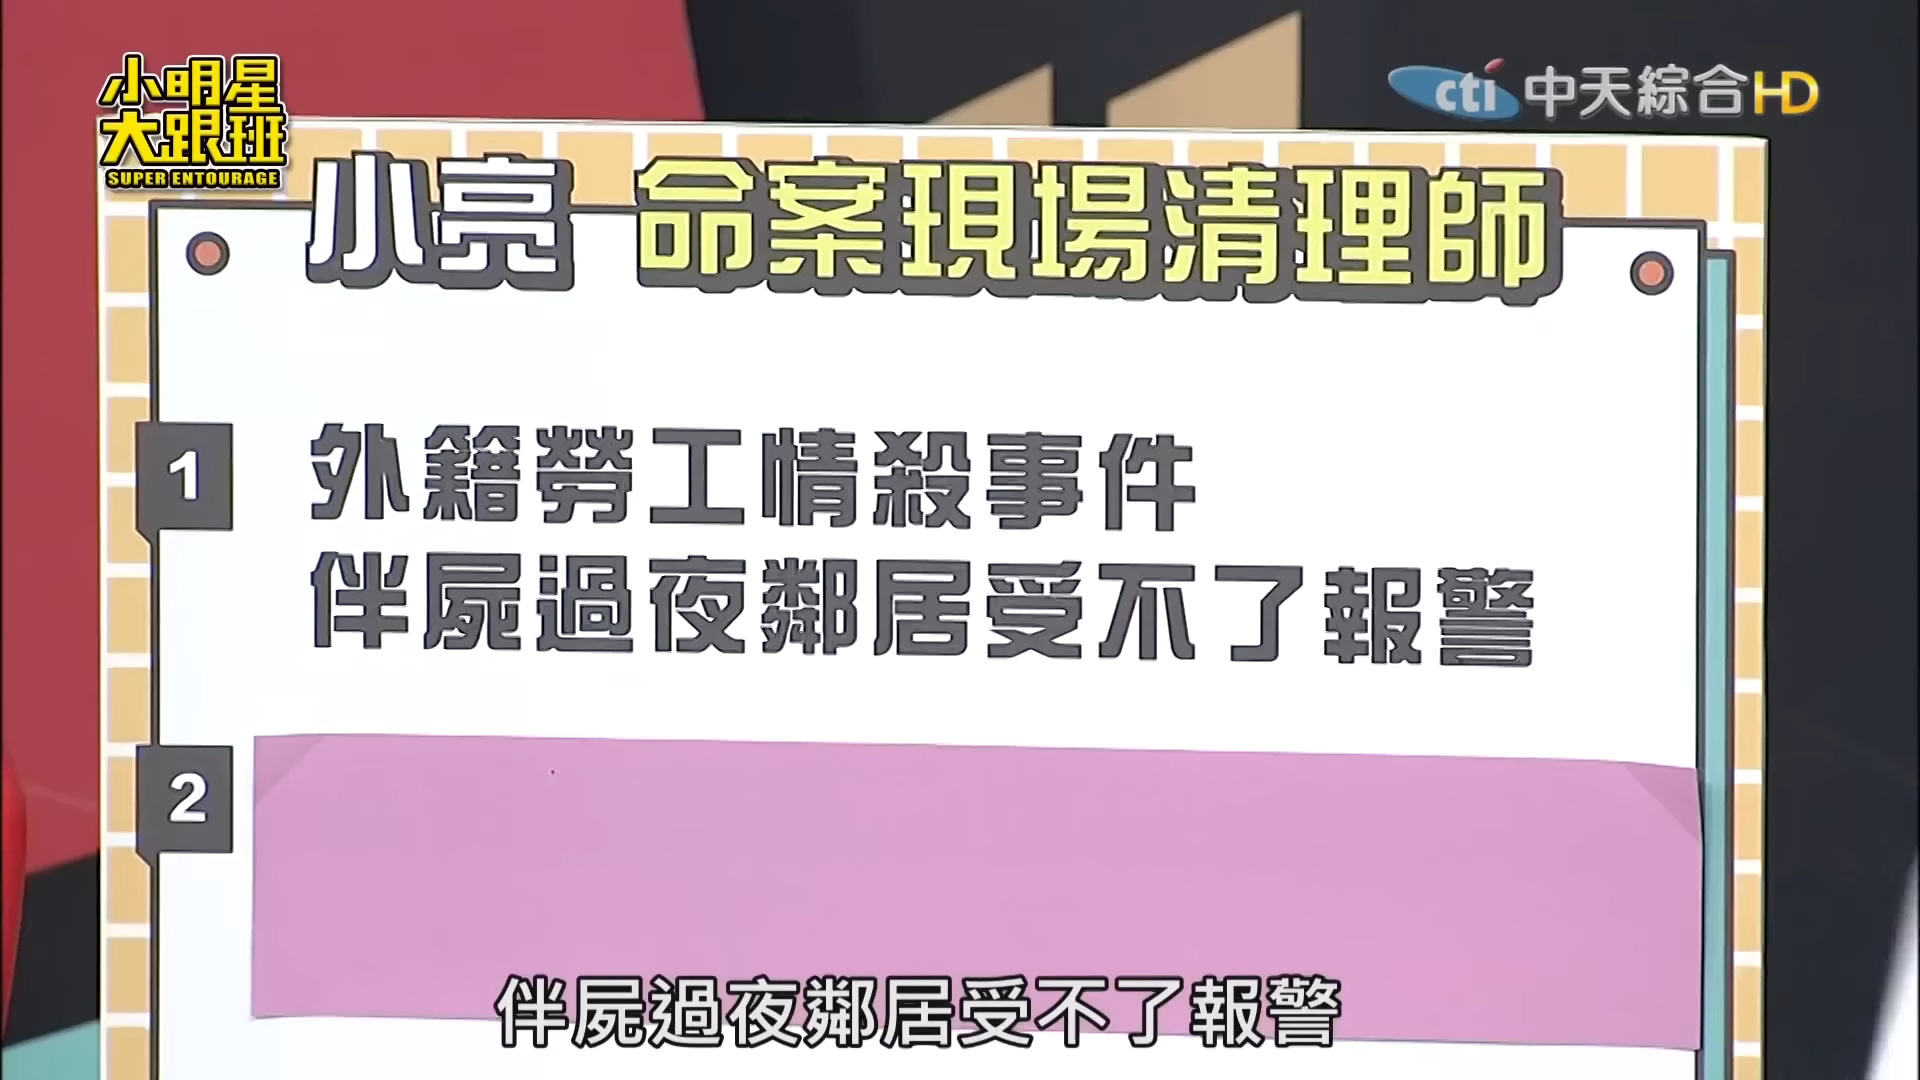 小明星
大跟班
SUPER ENTOURAGE
cti 中天綜合HD
小亮 命案現場清理師
1 外籍勞工情殺事件
伴屍過夜鄰居受不了報警
2
伴屍過夜鄰居受不了報警